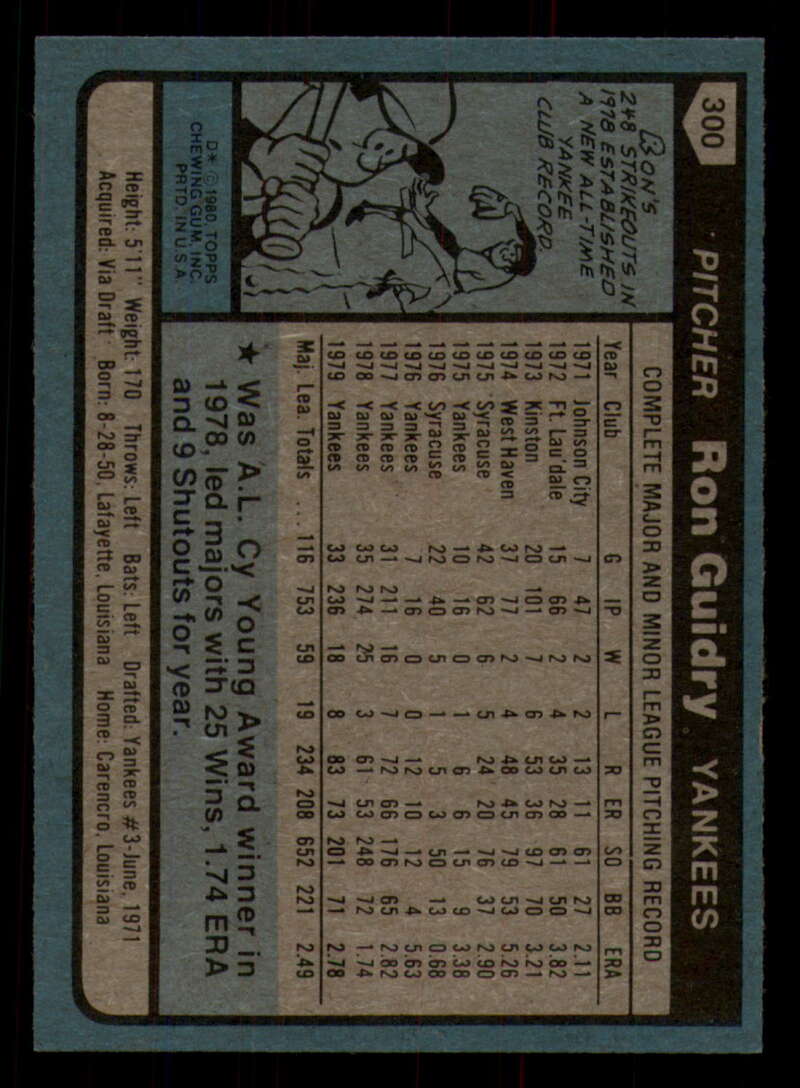 300
PITCHER Ron Guidry YANKEES
RON'S
248 STRIKEOUTS IN
1978 ESTABLISHED
A NEW ALL-TIME
YANKEE
CLUB RECORD.
D* © 1980 TOPPS
CHEWING GUM, INC.
PRTD. IN U.S.A.
COMPLETE MAJOR AND MINOR LEAGUE PITCHING RECORD
Year Club G IP W L R ER SO BB ERA
1971 Johnson City 7 47 2 2 13 11 61 27 2.11
1972 Ft. Lau'dale 15 66 2 4 35 28 61 50 3.82
1973 Kinston 20 101 7 6 53 36 97 70 3.21
1974 West Haven 37 77 2 4 48 45 79 53 5.26
1975 Syracuse 42 62 6 5 24 20 76 37 2.90
1975 Yankees 10 16 0 1 6 6 15 9 3.38
1976 Syracuse 22 40 5 1 5 3 50 13 0.68
1976 Yankees 7 16 0 0 12 10 12 4 5.63
1977 Yankees 31 211 16 7 72 66 176 65 2.82
1978 Yankees 35 274 25 3 61 53 248 72 1.74
1979 Yankees 33 236 18 8 83 73 201 71 2.78
Maj. Lea. Totals ... 116 753 59 19 234 208 652 221 2.49
★ Was A.L. Cy Young Award winner in
1978, led majors with 25 Wins, 1.74 ERA
and 9 Shutouts for year.
Height: 5'11" Weight: 170 Throws: Left Bats: Left Drafted: Yankees #3-June, 1971
Acquired: Via Draft Born: 8-28-50, Lafayette, Louisiana Home: Carencro, Louisiana